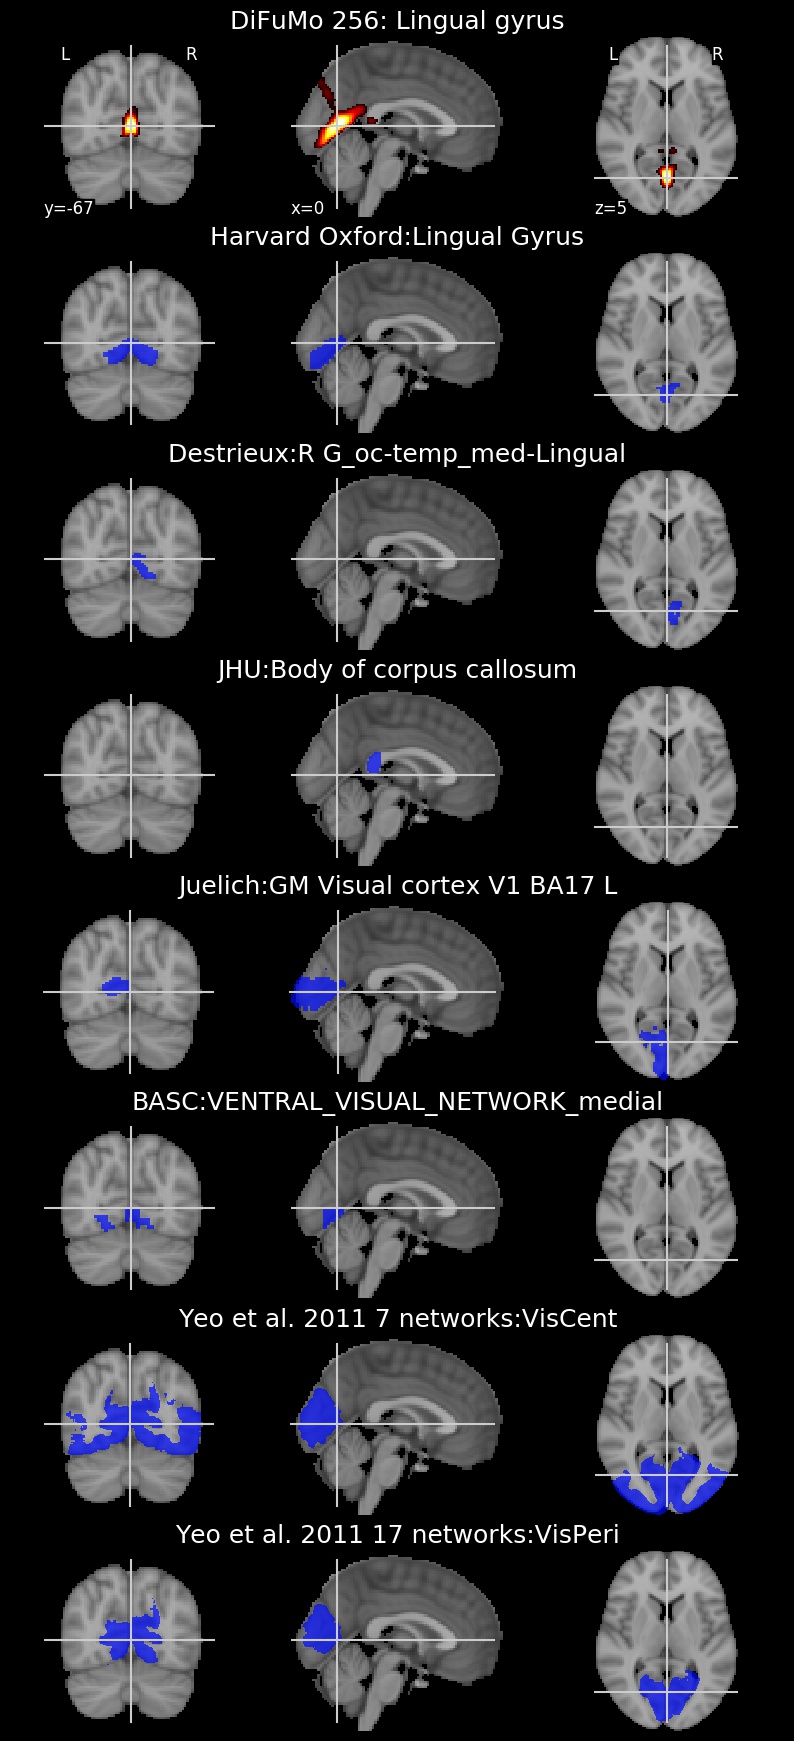 DiFuMo 256: Lingual gyrus
L R L R
y=-67 x=0 z=5
Harvard Oxford:Lingual Gyrus
Destrieux:R G_oc-temp_med-Lingual
JHU:Body of corpus callosum
Juelich:GM Visual cortex V1 BA17 L
BASC:VENTRAL_VISUAL_NETWORK_medial
Yeo et al. 2011 7 networks:VisCent
Yeo et al. 2011 17 networks:VisPeri